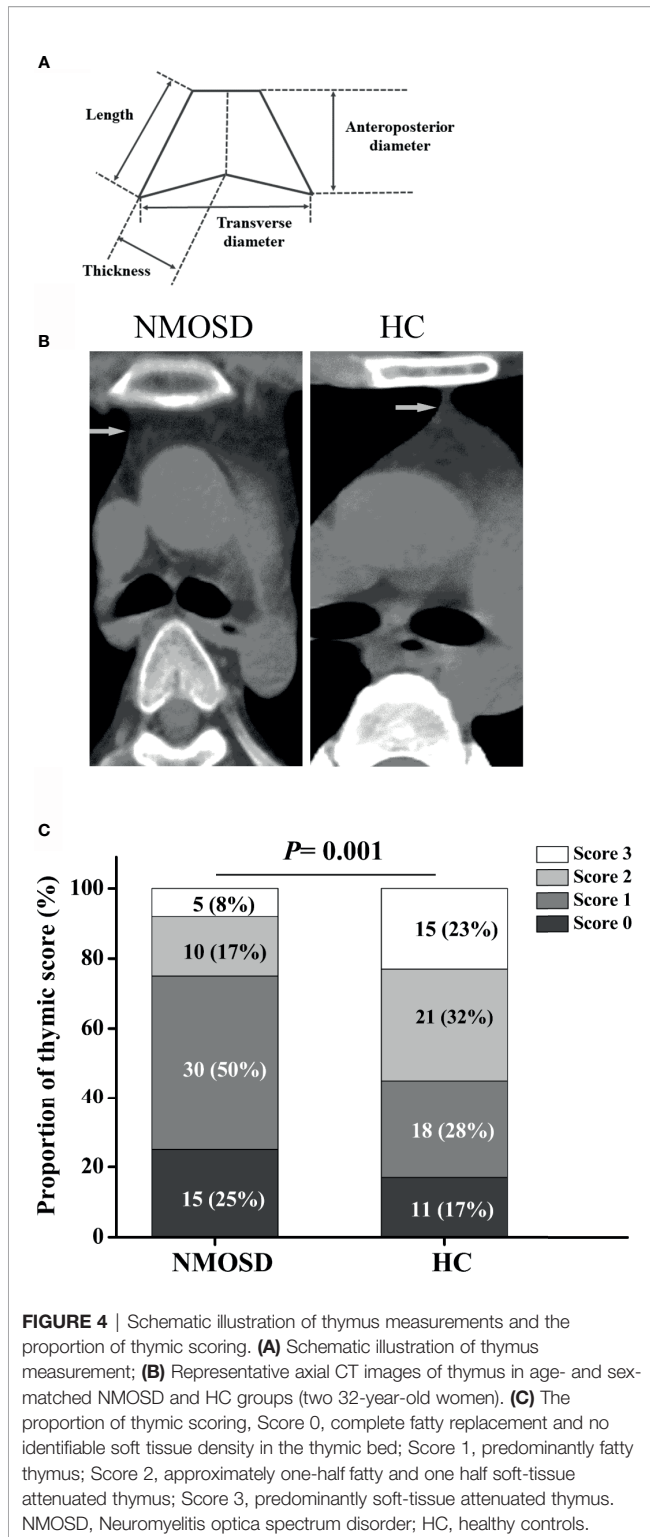 A
Length
Anteroposterior
diameter
Transverse
diameter
Thickness
B
NMOSD
HC
C
P= 0.001
Score 3
Score 2
Score 1
Score 0
Proportion of thymic score (%)
100
80
60
40
20
0
5 (8%)
10 (17%)
30 (50%)
15 (25%)
15 (23%)
21 (32%)
18 (28%)
11 (17%)
NMOSD
HC
FIGURE 4 | Schematic illustration of thymus measurements and the
proportion of thymic scoring. (A) Schematic illustration of thymus
measurement; (B) Representative axial CT images of thymus in age- and sex-
matched NMOSD and HC groups (two 32-year-old women). (C) The
proportion of thymic scoring, Score 0, complete fatty replacement and no
identifiable soft tissue density in the thymic bed; Score 1, predominantly fatty
thymus; Score 2, approximately one-half fatty and one half soft-tissue
attenuated thymus; Score 3, predominantly soft-tissue attenuated thymus.
NMOSD, Neuromyelitis optica spectrum disorder; HC, healthy controls.